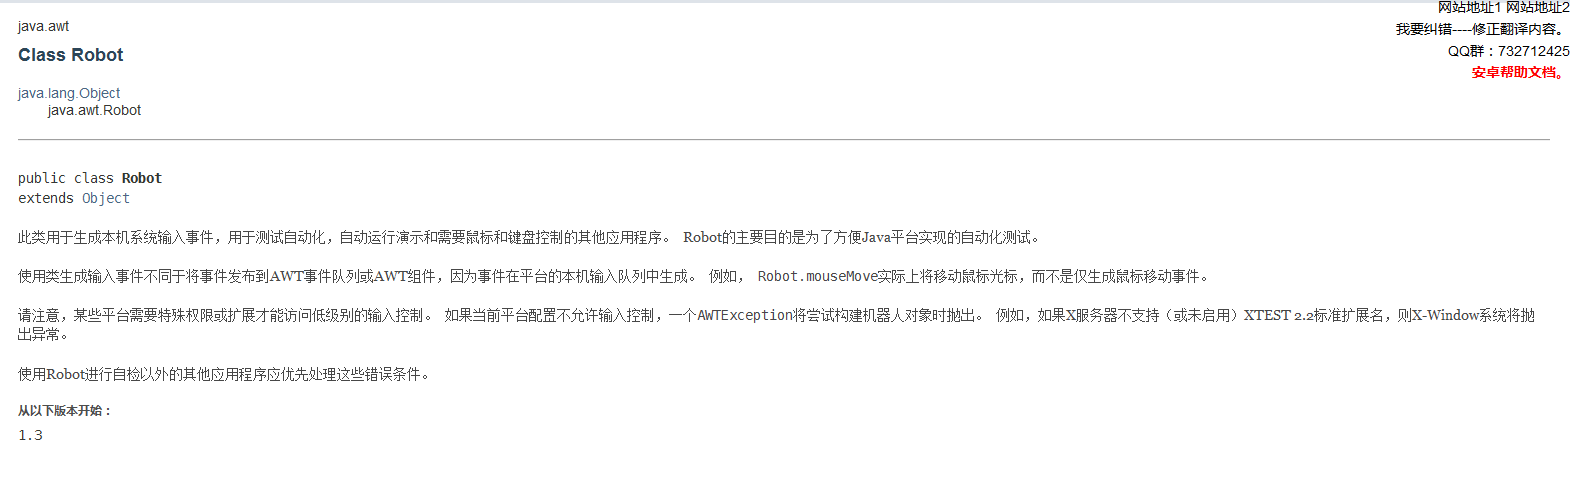 网站地址1 网站地址2
java.awt
我要纠错----修正翻译内容。
Class Robot
QQ群：732712425
安卓帮助文档。
java.lang.Object
java.awt.Robot
public class Robot
extends Object
此类用于生成本机系统输入事件，用于测试自动化，自动运行演示和需要鼠标和键盘控制的其他应用程序。 Robot的主要目的是为了方便Java平台实现的自动化测试。
使用类生成输入事件不同于将事件发布到AWT事件队列或AWT组件，因为事件在平台的本机输入队列中生成。 例如， Robot.mouseMove实际上将移动鼠标光标，而不是仅生成鼠标移动事件。
请注意，某些平台需要特殊权限或扩展才能访问低级别的输入控制。 如果当前平台配置不允许输入控制，一个AWTException将尝试构建机器人对象时抛出。 例如，如果X服务器不支持（或未启用）XTEST 2.2标准扩展名，则X-Window系统将抛
出异常。
使用Robot进行自检以外的其他应用程序应优先处理这些错误条件。
从以下版本开始：
1.3